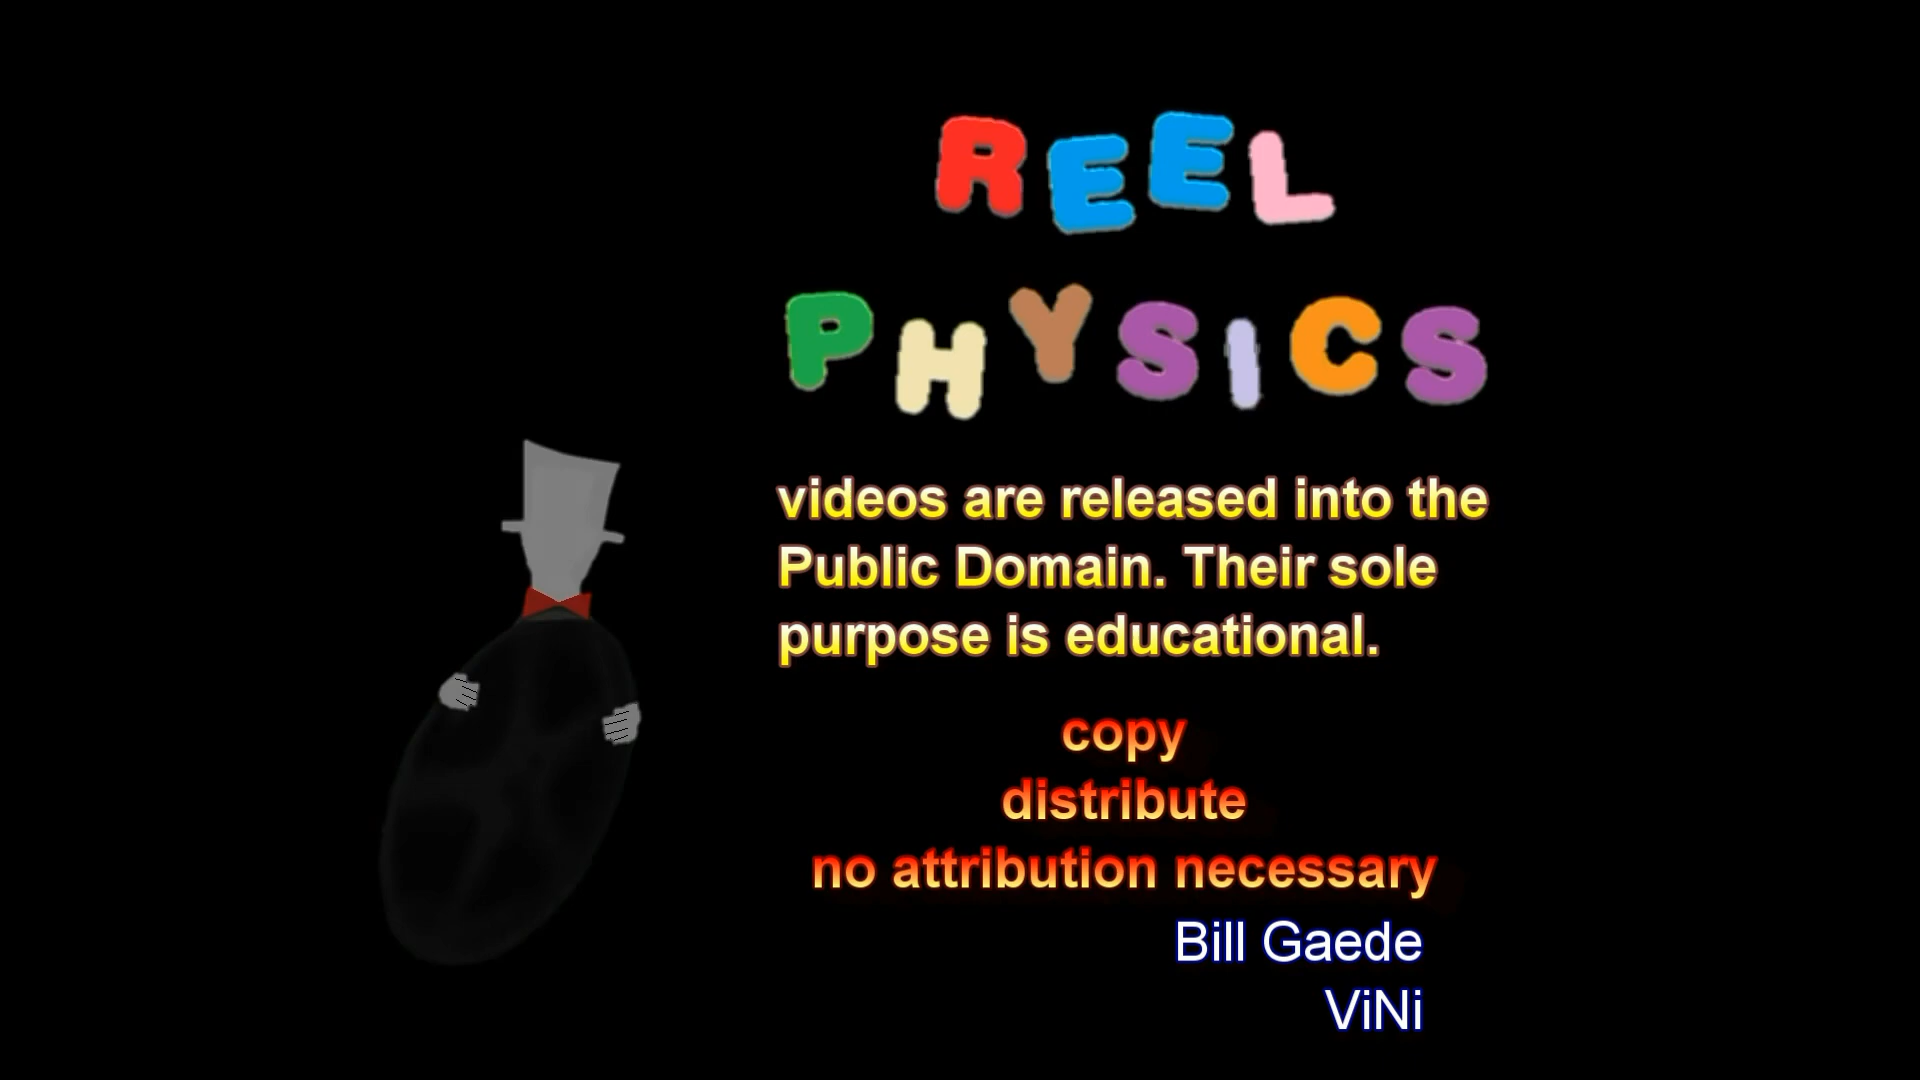 REEL
PHYSICS
videos are released into the
Public Domain. Their sole
purpose is educational.
copy
distribute
no attribution necessary
Bill Gaede
ViNi